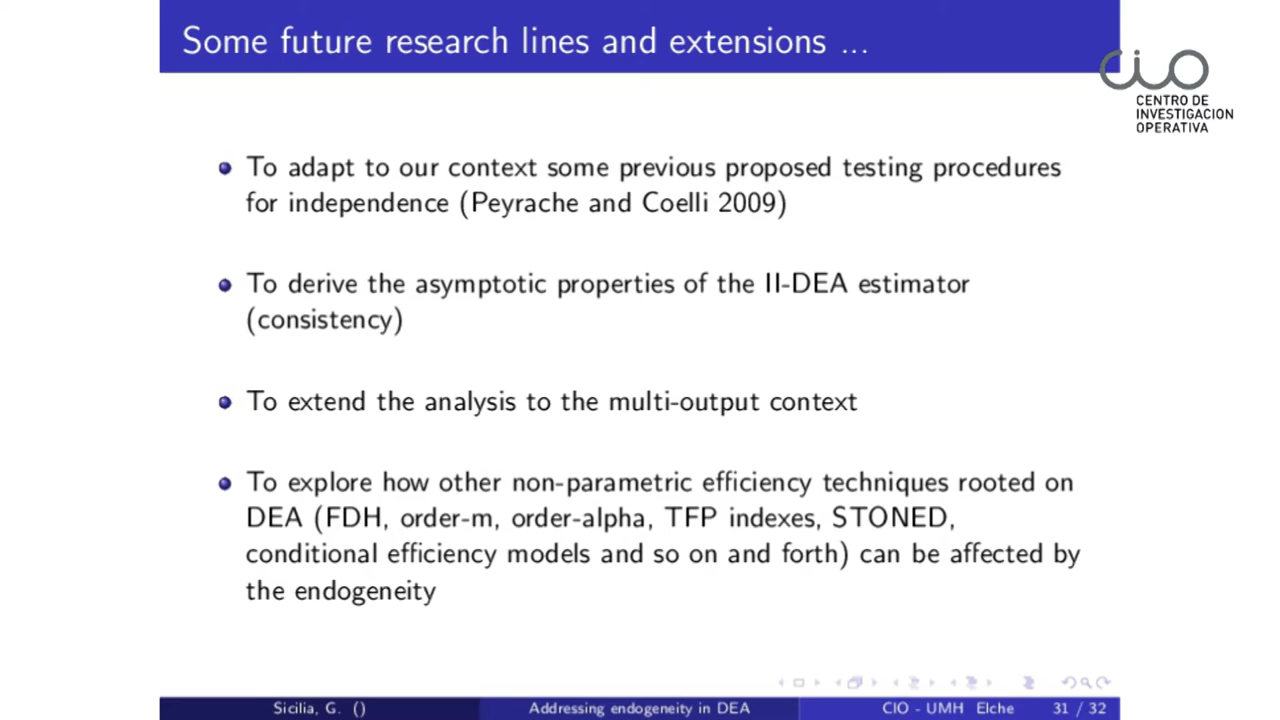 Some future research lines and extensions ...
CIO
CENTRO DE
INVESTIGACION
OPERATIVA
To adapt to our context some previous proposed testing procedures
for independence (Peyrache and Coelli 2009)
To derive the asymptotic properties of the II-DEA estimator
(consistency)
To extend the analysis to the multi-output context
To explore how other non-parametric efficiency techniques rooted on
DEA (FDH, order-m, order-alpha, TFP indexes, STONED,
conditional efficiency models and so on and forth) can be affected by
the endogeneity
Sicilia, G. ()
Addressing endogeneity in DEA
CIO - UMH Elche
31 / 32